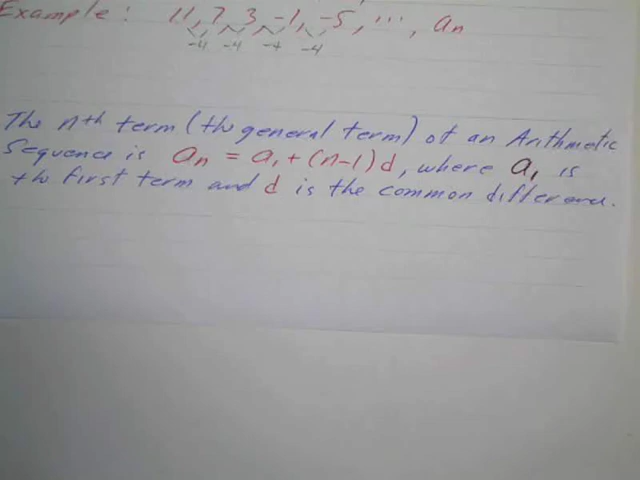 Example: 11, 7, 3, -1, -5, ..., an
-4 -4 -4 -4
The nth term (the general term) of an Arithmetic
Sequence is an = a1 + (n-1)d, where a1 is
the first term and d is the common difference.